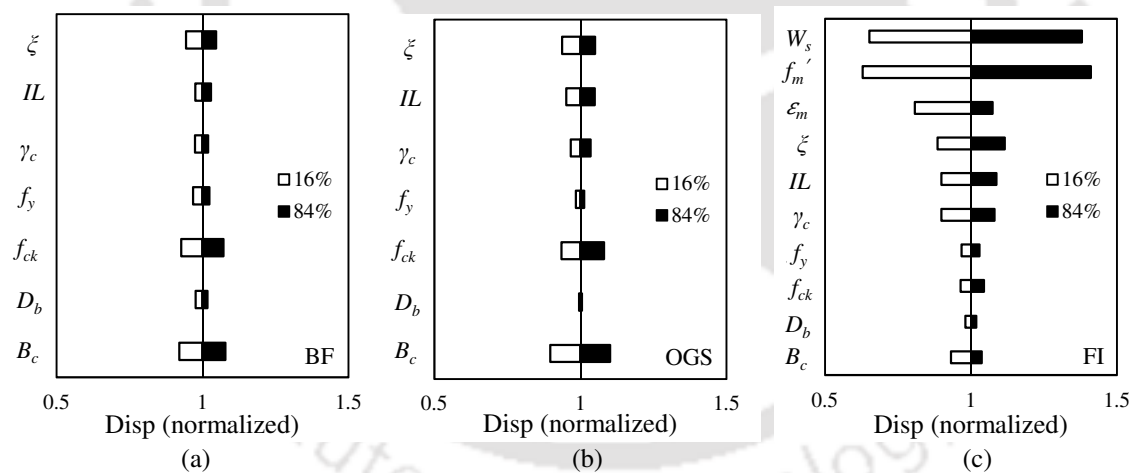 ξ
IL
γc
fy
fck
Db
Bc
16%
84%
BF
0.5 1 1.5
Disp (normalized)
(a)
ξ
IL
γc
fy
fck
Db
Bc
16%
84%
OGS
0.5 1 1.5
Disp (normalized)
(b)
Ws
fm′
εm
ξ
IL
γc
fy
fck
Db
Bc
16%
84%
FI
0.5 1 1.5
Disp (normalized)
(c)